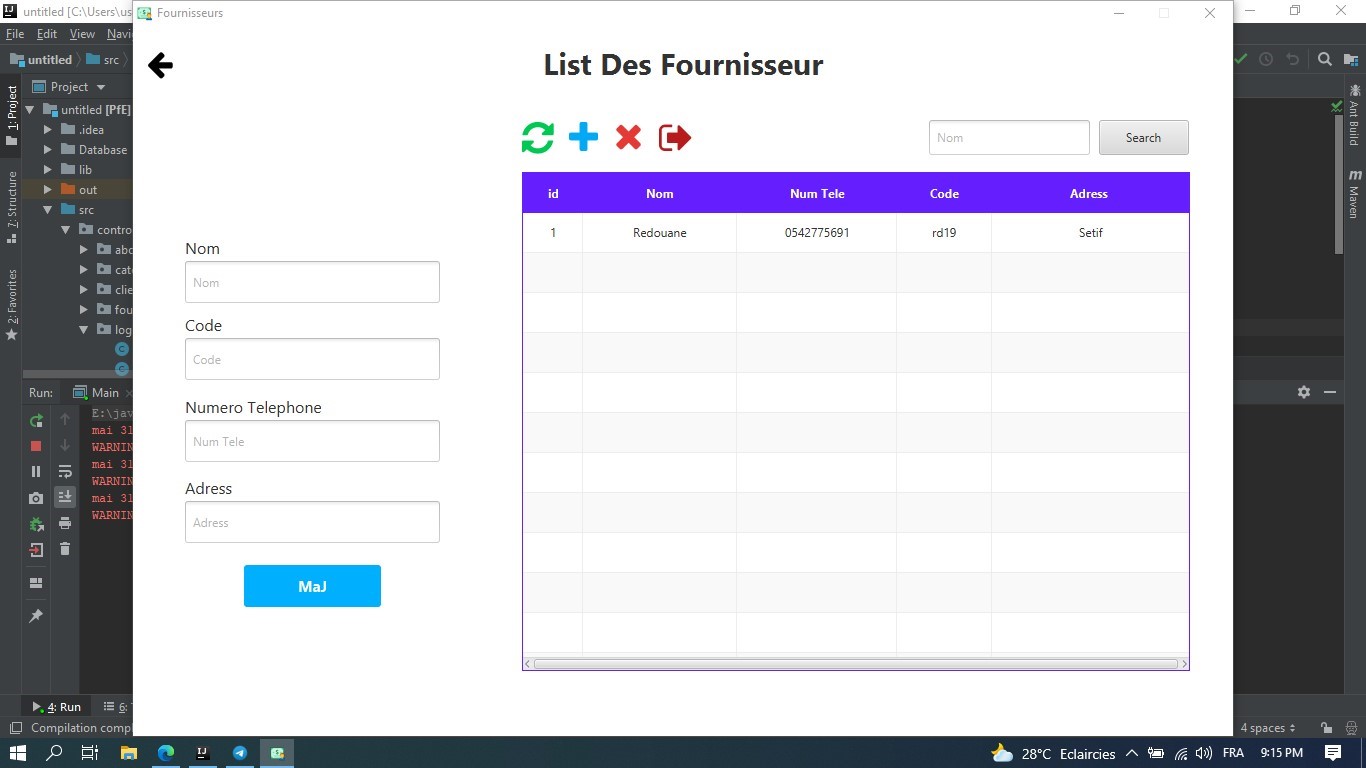 untitled [C:\Users\us
Fournisseurs
File Edit View Navi
untitled src
List Des Fournisseur
Project
1: Project
7: Structure
2: Favorites
untitled [PfE]
.idea
Database
lib
out
src
contro
abo
cate
clie
fou
log
Nom
Search
id Nom Num Tele Code Adress
1 Redouane 0542775691 rd19 Setif
Nom
Nom
Code
Code
Numero Telephone
Num Tele
Adress
Adress
MaJ
Ant Build
Maven
Run: Main
E:\jav
mai 31
WARNIN
mai 31
WARNIN
mai 31
WARNIN
4: Run 6:
Compilation comp
4 spaces
28°C Eclaircies FRA 9:15 PM